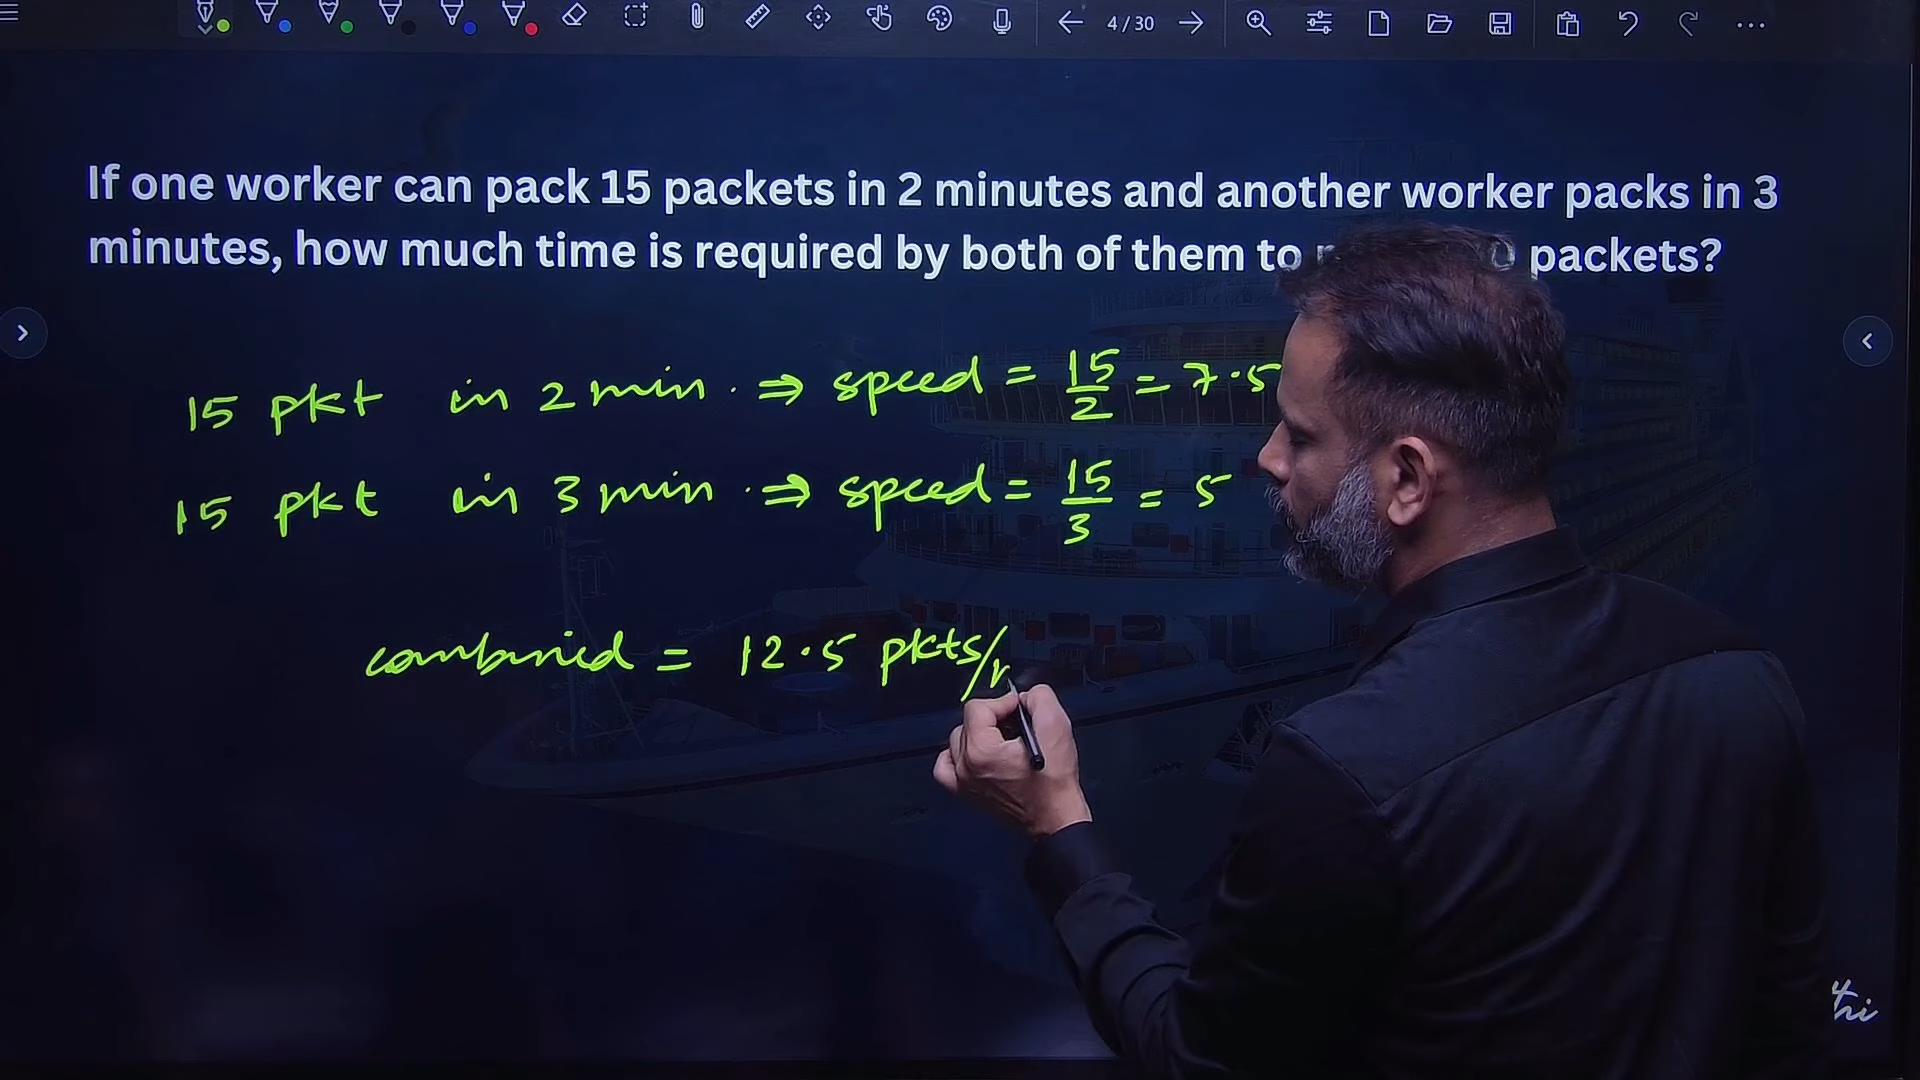 4 / 30
If one worker can pack 15 packets in 2 minutes and another worker packs in 3
minutes, how much time is required by both of them to packets?
15 pkt in 2 min. ⇒ speed = 15/2 = 7.5
15 pkt in 3 min. ⇒ speed = 15/3 = 5
combined = 12.5 pkts/